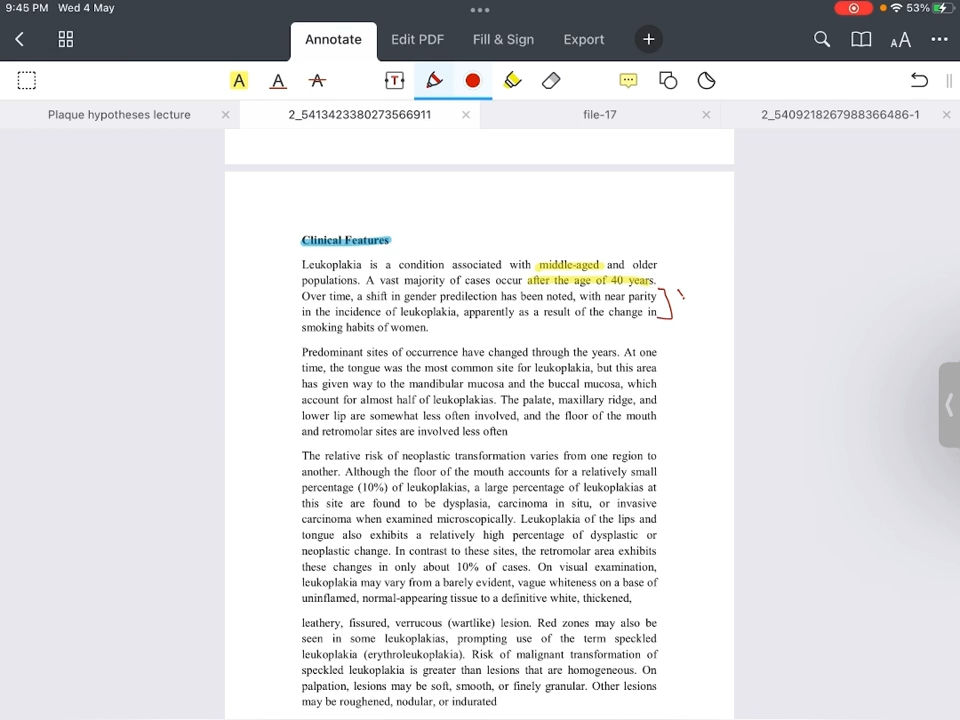 9:45 PM Wed 4 May
53%
Annotate
Edit PDF
Fill & Sign
Export
AA
A
A
A
T
Plaque hypotheses lecture
2_5413423380273566911
file-17
2_5409218267988366486-1
Clinical Features
Leukoplakia is a condition associated with middle-aged and older
populations. A vast majority of cases occur after the age of 40 years.
Over time, a shift in gender predilection has been noted, with near parity
in the incidence of leukoplakia, apparently as a result of the change in
smoking habits of women.
Predominant sites of occurrence have changed through the years. At one
time, the tongue was the most common site for leukoplakia, but this area
has given way to the mandibular mucosa and the buccal mucosa, which
account for almost half of leukoplakias. The palate, maxillary ridge, and
lower lip are somewhat less often involved, and the floor of the mouth
and retromolar sites are involved less often
The relative risk of neoplastic transformation varies from one region to
another. Although the floor of the mouth accounts for a relatively small
percentage (10%) of leukoplakias, a large percentage of leukoplakias at
this site are found to be dysplasia, carcinoma in situ, or invasive
carcinoma when examined microscopically. Leukoplakia of the lips and
tongue also exhibits a relatively high percentage of dysplastic or
neoplastic change. In contrast to these sites, the retromolar area exhibits
these changes in only about 10% of cases. On visual examination,
leukoplakia may vary from a barely evident, vague whiteness on a base of
uninflamed, normal-appearing tissue to a definitive white, thickened,
leathery, fissured, verrucous (wartlike) lesion. Red zones may also be
seen in some leukoplakias, prompting use of the term speckled
leukoplakia (erythroleukoplakia). Risk of malignant transformation of
speckled leukoplakia is greater than lesions that are homogeneous. On
palpation, lesions may be soft, smooth, or finely granular. Other lesions
may be roughened, nodular, or indurated